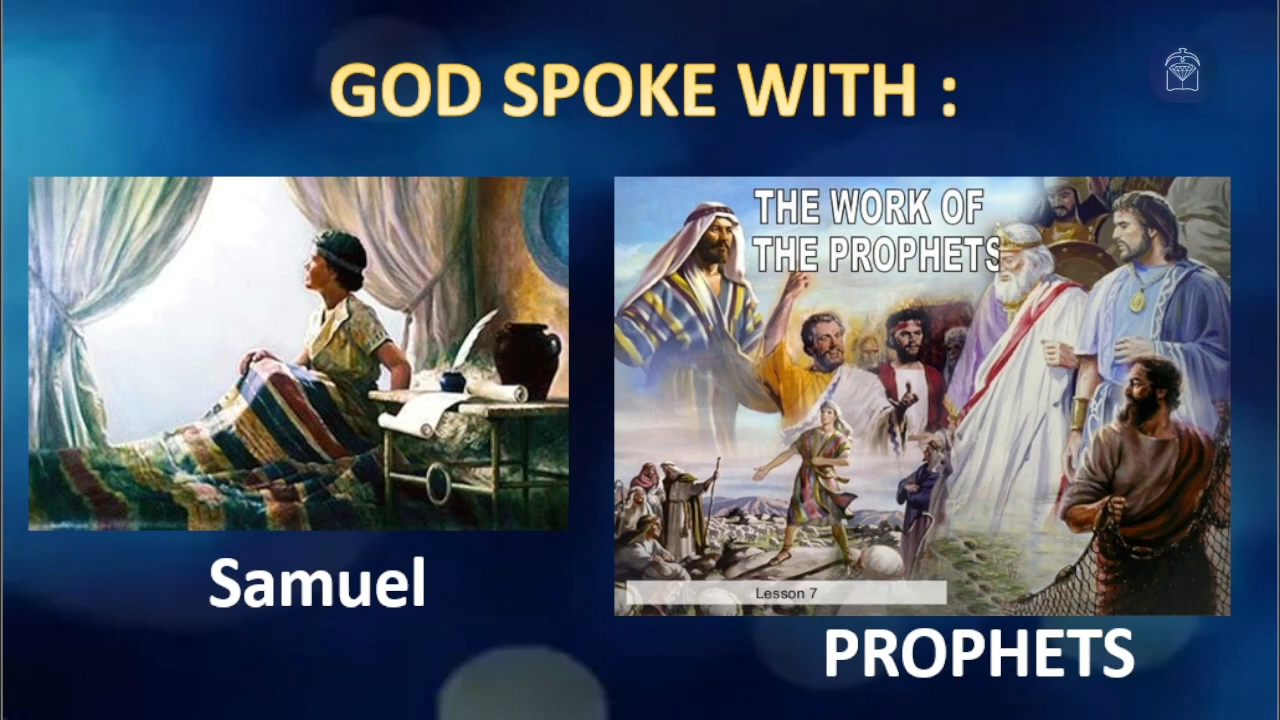 GOD SPOKE WITH :
THE WORK OF
THE PROPHETS
Lesson 7
Samuel
PROPHETS